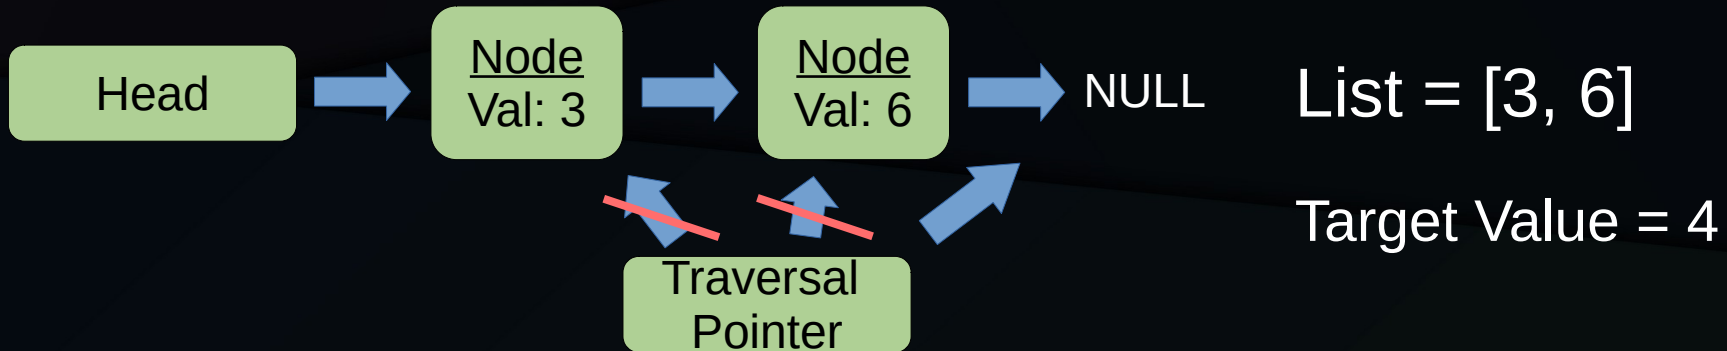 Head
Node
Val: 3
Node
Val: 6
NULL
List = [3, 6]
Target Value = 4
Traversal
Pointer